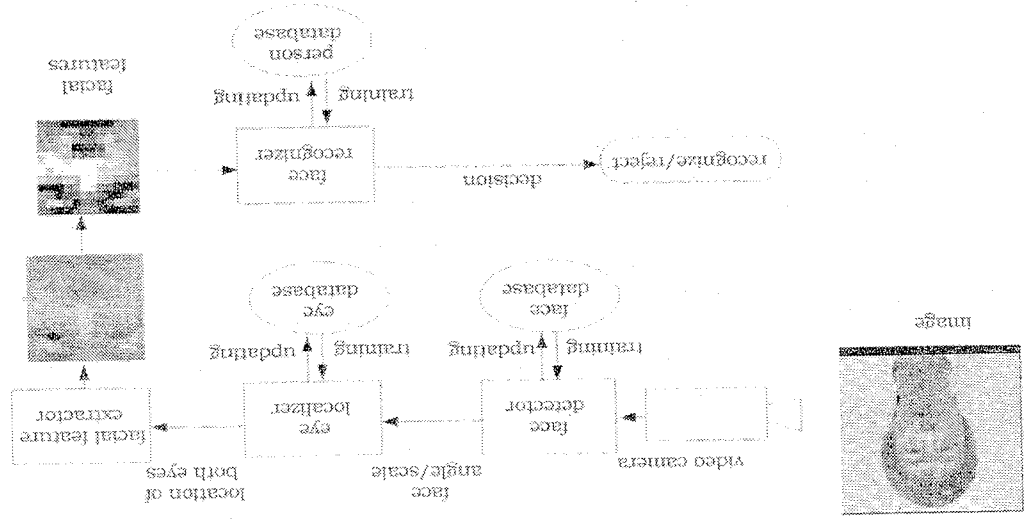 image
video camera
face
detector
training
updating
face
database
face
angle/scale
eye
localizer
training
updating
eye
database
location of
both eyes
facial feature
extractor
facial
features
face
recognizer
training
updating
person
database
decision
recognize/reject